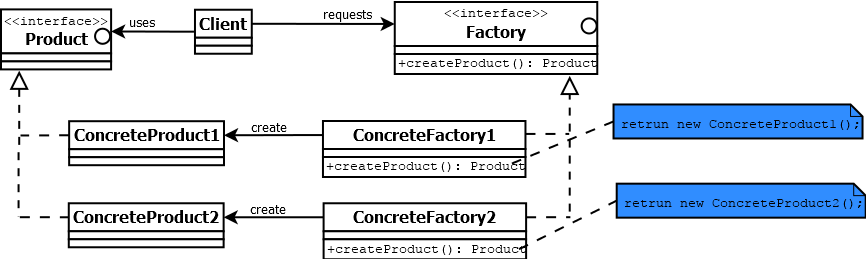 <<interface>>
Product
uses
Client
requests
<<interface>>
Factory
+createProduct(): Product
ConcreteProduct1
create
ConcreteFactory1
+createProduct(): Product
retrun new ConcreteProduct1();
ConcreteProduct2
create
ConcreteFactory2
+createProduct(): Product
retrun new ConcreteProduct2();